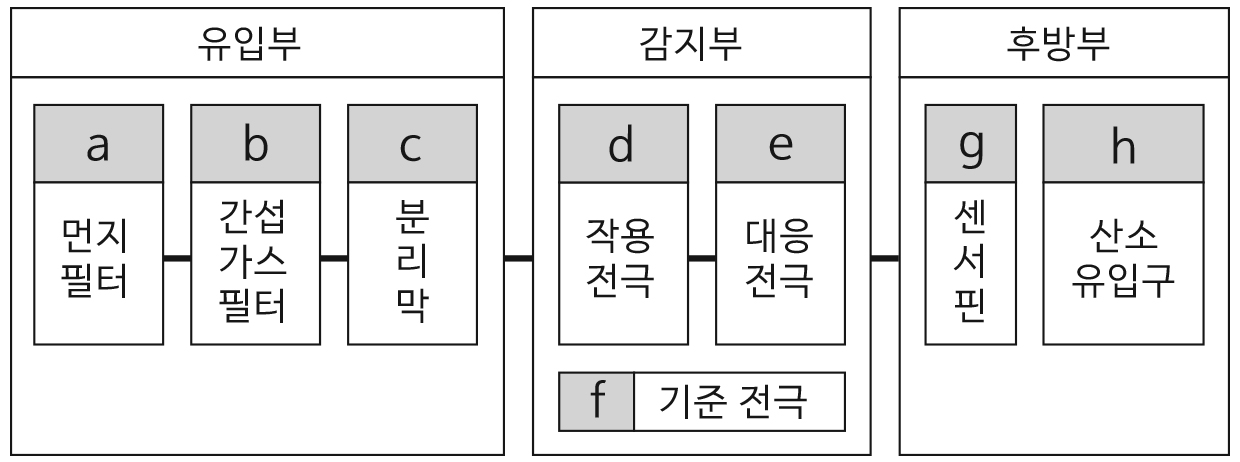 유입부
a
먼지
필터
b
간섭
가스
필터
c
분
리
막
감지부
d
작용
전극
e
대응
전극
f
기준 전극
후방부
g
센
서
핀
h
산소
유입구